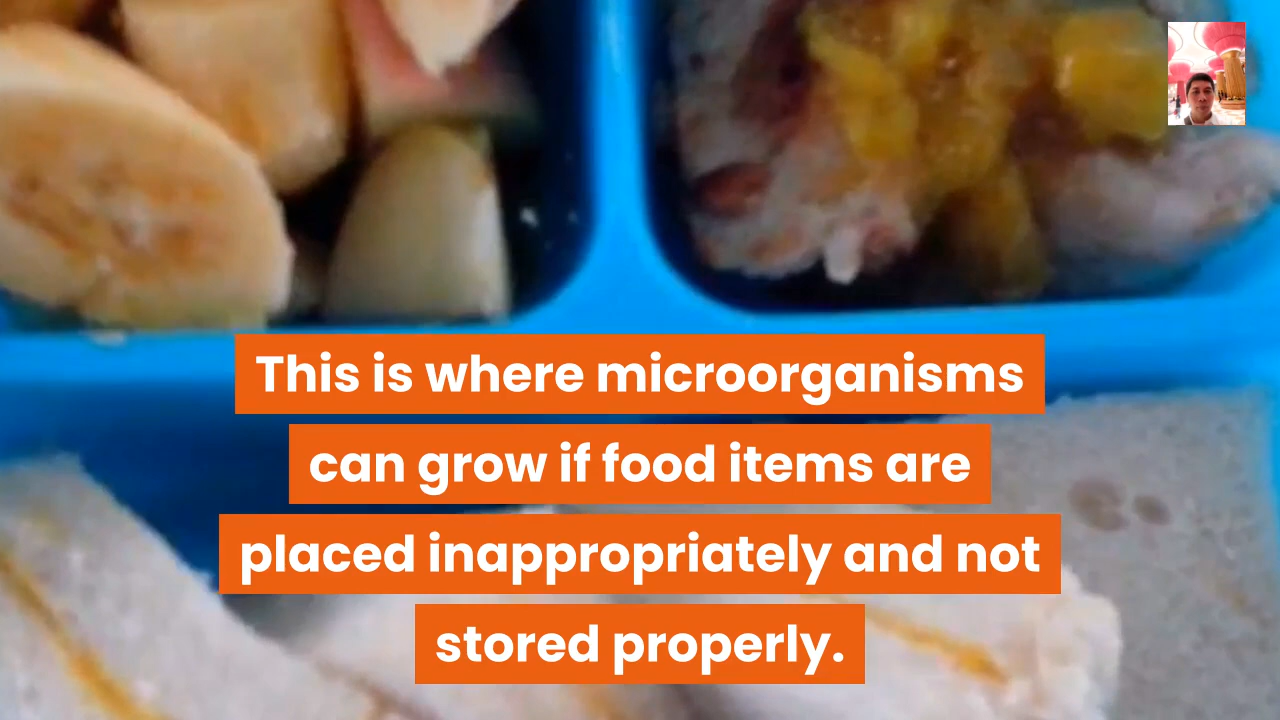 This is where microorganisms
can grow if food items are
placed inappropriately and not
stored properly.